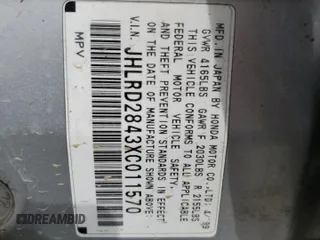 MFD. IN JAPAN BY HONDA MOTOR CO., LTD. 4/99
GVWR 4165LBS GAWR F 2030LBS R 2155LBS
THIS VEHICLE CONFORMS TO ALL APPLICABLE
FEDERAL MOTOR VEHICLE SAFETY
AND THEFT PREVENTION STANDARDS IN EFFECT
ON THE DATE OF MANUFACTURE SHOWN ABOVE.
V.I.N. JHLRD2843XC011570
MPV
DREAMBID